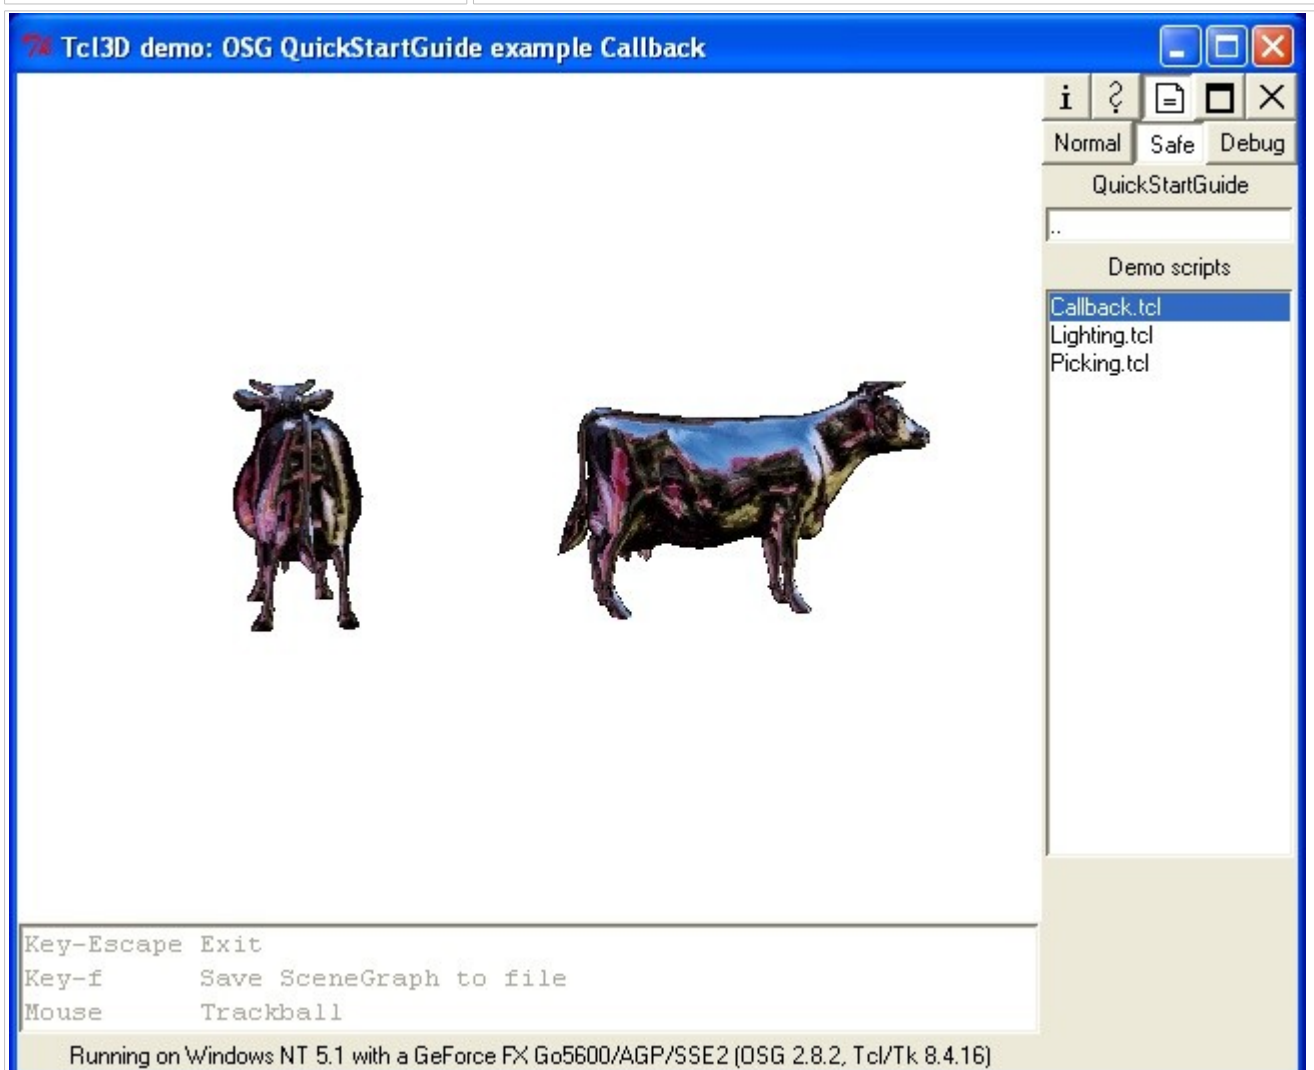 Tcl3D demo: OSG QuickStartGuide example Callback
i ?
Normal Safe Debug
QuickStartGuide
..
Demo scripts
Callback.tcl
Lighting.tcl
Picking.tcl
Key-Escape Exit
Key-f Save SceneGraph to file
Mouse Trackball
Running on Windows NT 5.1 with a GeForce FX Go5600/AGP/SSE2 (OSG 2.8.2, Tcl/Tk 8.4.16)